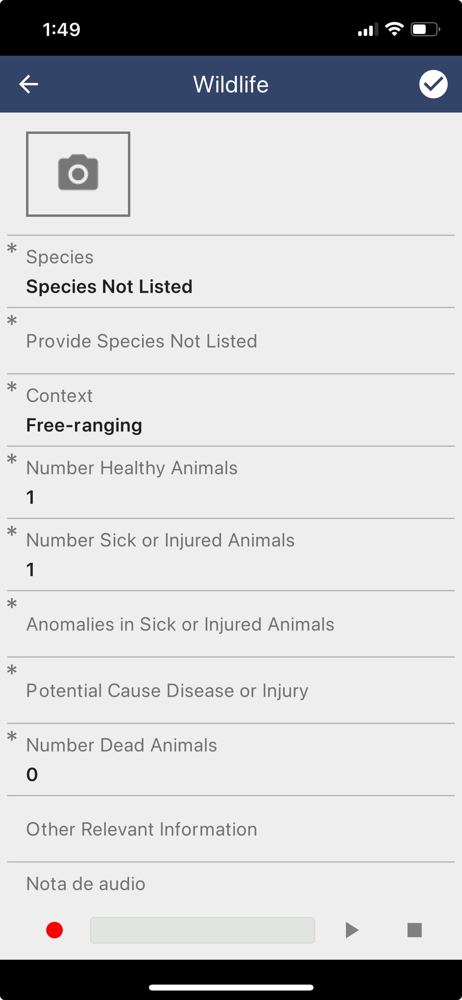 1:49
Wildlife
* Species
Species Not Listed
* Provide Species Not Listed
* Context
Free-ranging
* Number Healthy Animals
1
* Number Sick or Injured Animals
1
* Anomalies in Sick or Injured Animals
* Potential Cause Disease or Injury
* Number Dead Animals
0
Other Relevant Information
Nota de audio